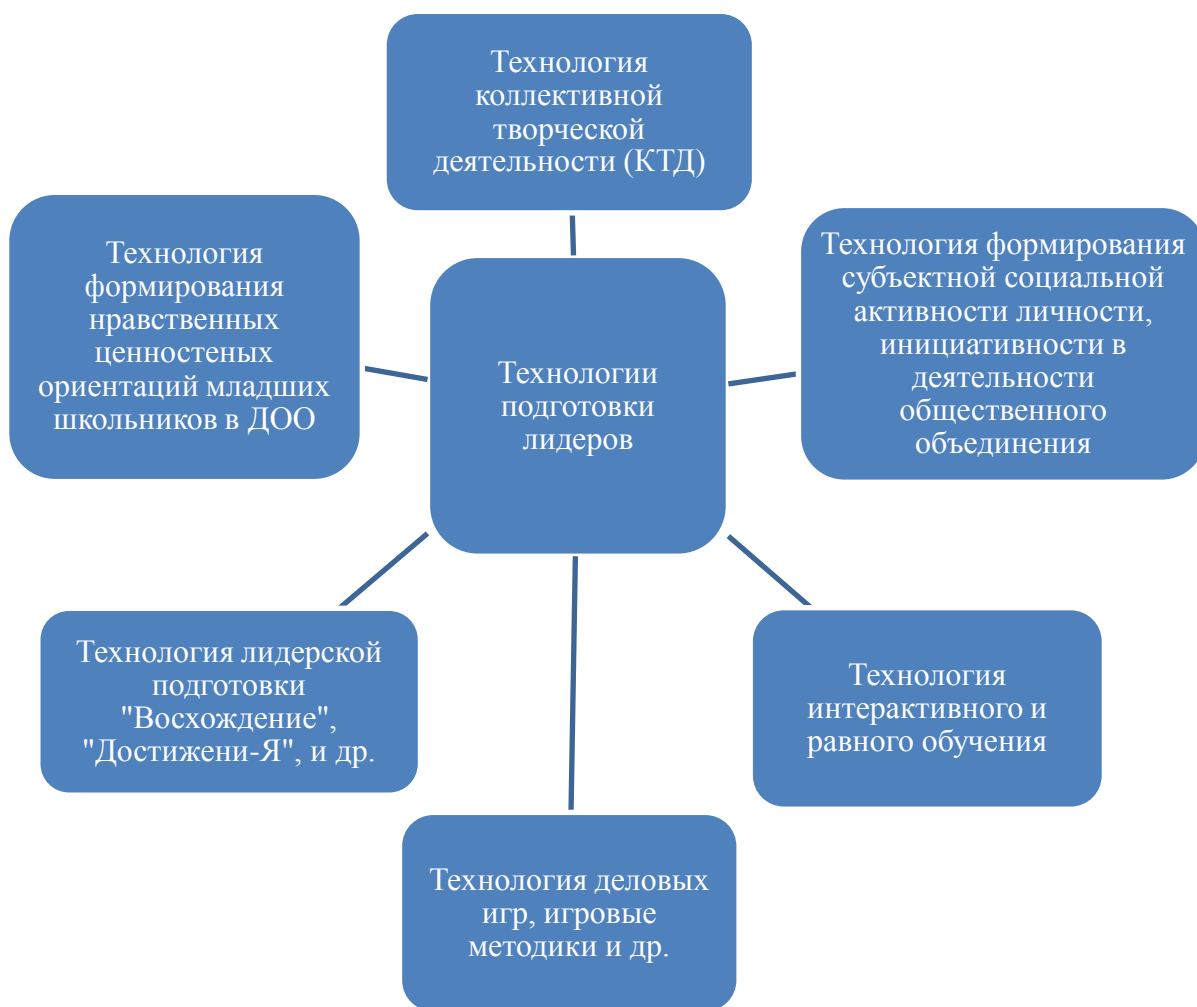 Технология
коллективной
творческой
деятельности (КТД)
Технология
формирования
нравственных
ценностеных
ориентаций младших
школьников в ДОО
Технологии
подготовки
лидеров
Технология формирования
субъектной социальной
активности личности,
инициативности в
деятельности
общественного
объединения
Технология лидерской
подготовки
"Восхождение",
"Достижени-Я", и др.
Технология
интерактивного и
равного обучения
Технология деловых
игр, игровые
методики и др.